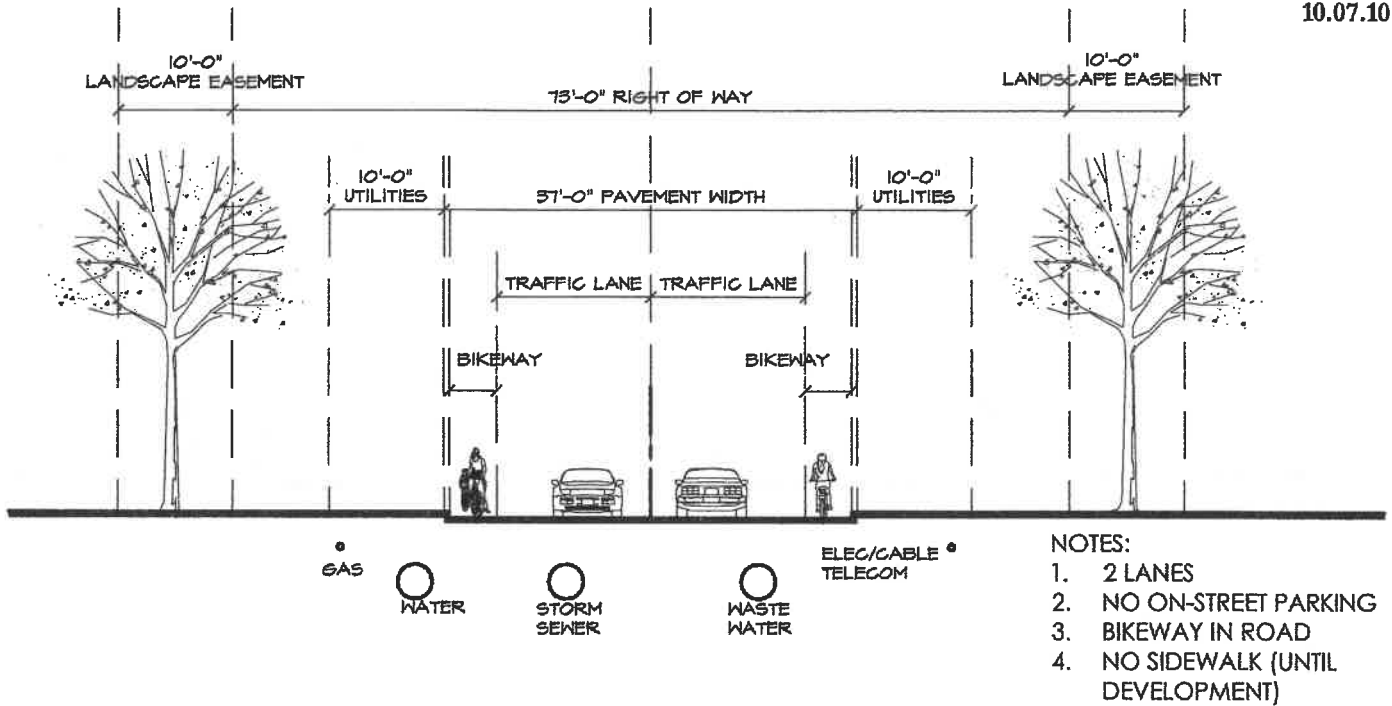 10.07.10
10'-0"
LANDSCAPE EASEMENT
10'-0"
LANDSCAPE EASEMENT
73'-0" RIGHT OF WAY
10'-0"
UTILITIES
37'-0" PAVEMENT WIDTH
10'-0"
UTILITIES
TRAFFIC LANE
TRAFFIC LANE
BIKEWAY
BIKEWAY
GAS
WATER
STORM
SEWER
WASTE
WATER
ELEC/CABLE
TELECOM
NOTES:
1. 2 LANES
2. NO ON-STREET PARKING
3. BIKEWAY IN ROAD
4. NO SIDEWALK (UNTIL
DEVELOPMENT)